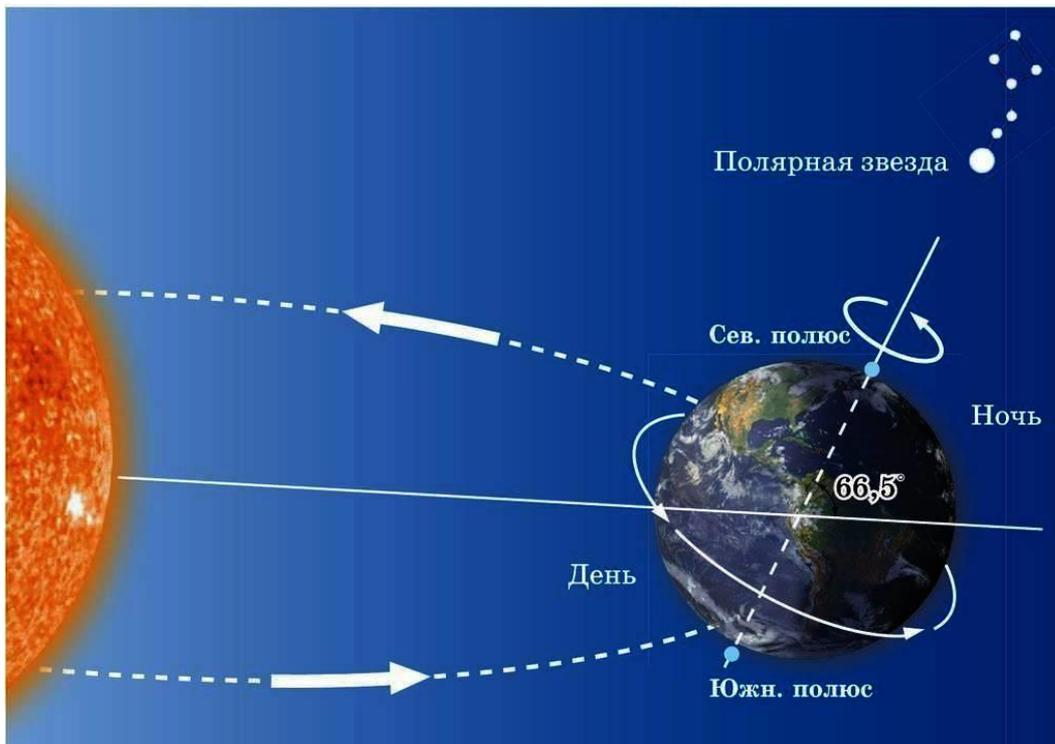 Полярная звезда
Сев. полюс
Ночь
66,5°
День
Южн. полюс